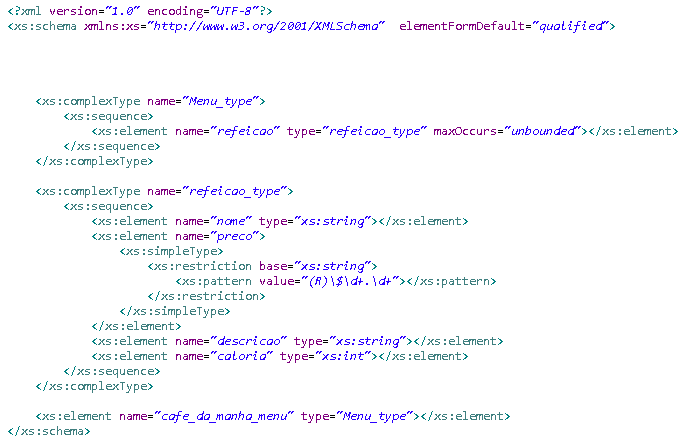 <?xml version="1.0" encoding="UTF-8"?>
<xs:schema xmlns:xs="http://www.w3.org/2001/XMLSchema"  elementFormDefault="qualified">
    <xs:complexType name="Menu_type">
        <xs:sequence>
            <xs:element name="refeicao" type="refeicao_type" maxOccurs="unbounded"></xs:element>
        </xs:sequence>
    </xs:complexType>
    <xs:complexType name="refeicao_type">
        <xs:sequence>
            <xs:element name="nome" type="xs:string"></xs:element>
            <xs:element name="preco">
                <xs:simpleType>
                    <xs:restriction base="xs:string">
                        <xs:pattern value="(R)\$\d+.\d+"></xs:pattern>
                    </xs:restriction>
                </xs:simpleType>
            </xs:element>
            <xs:element name="descricao" type="xs:string"></xs:element>
            <xs:element name="caloria" type="xs:int"></xs:element>
        </xs:sequence>
    </xs:complexType>
    <xs:element name="cafe_da_manha_menu" type="Menu_type"></xs:element>
</xs:schema>